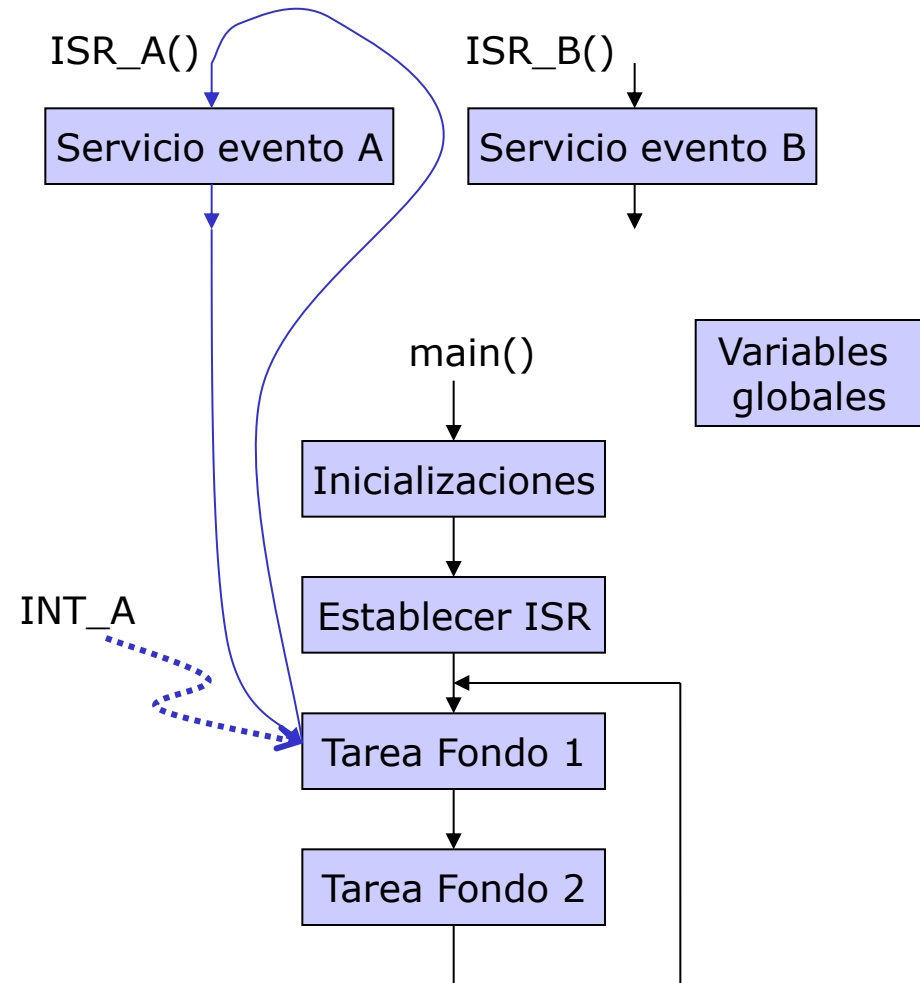 ISR_A()
ISR_B()
Servicio evento A
Servicio evento B
main()
Variables
globales
Inicializaciones
Establecer ISR
INT_A
Tarea Fondo 1
Tarea Fondo 2